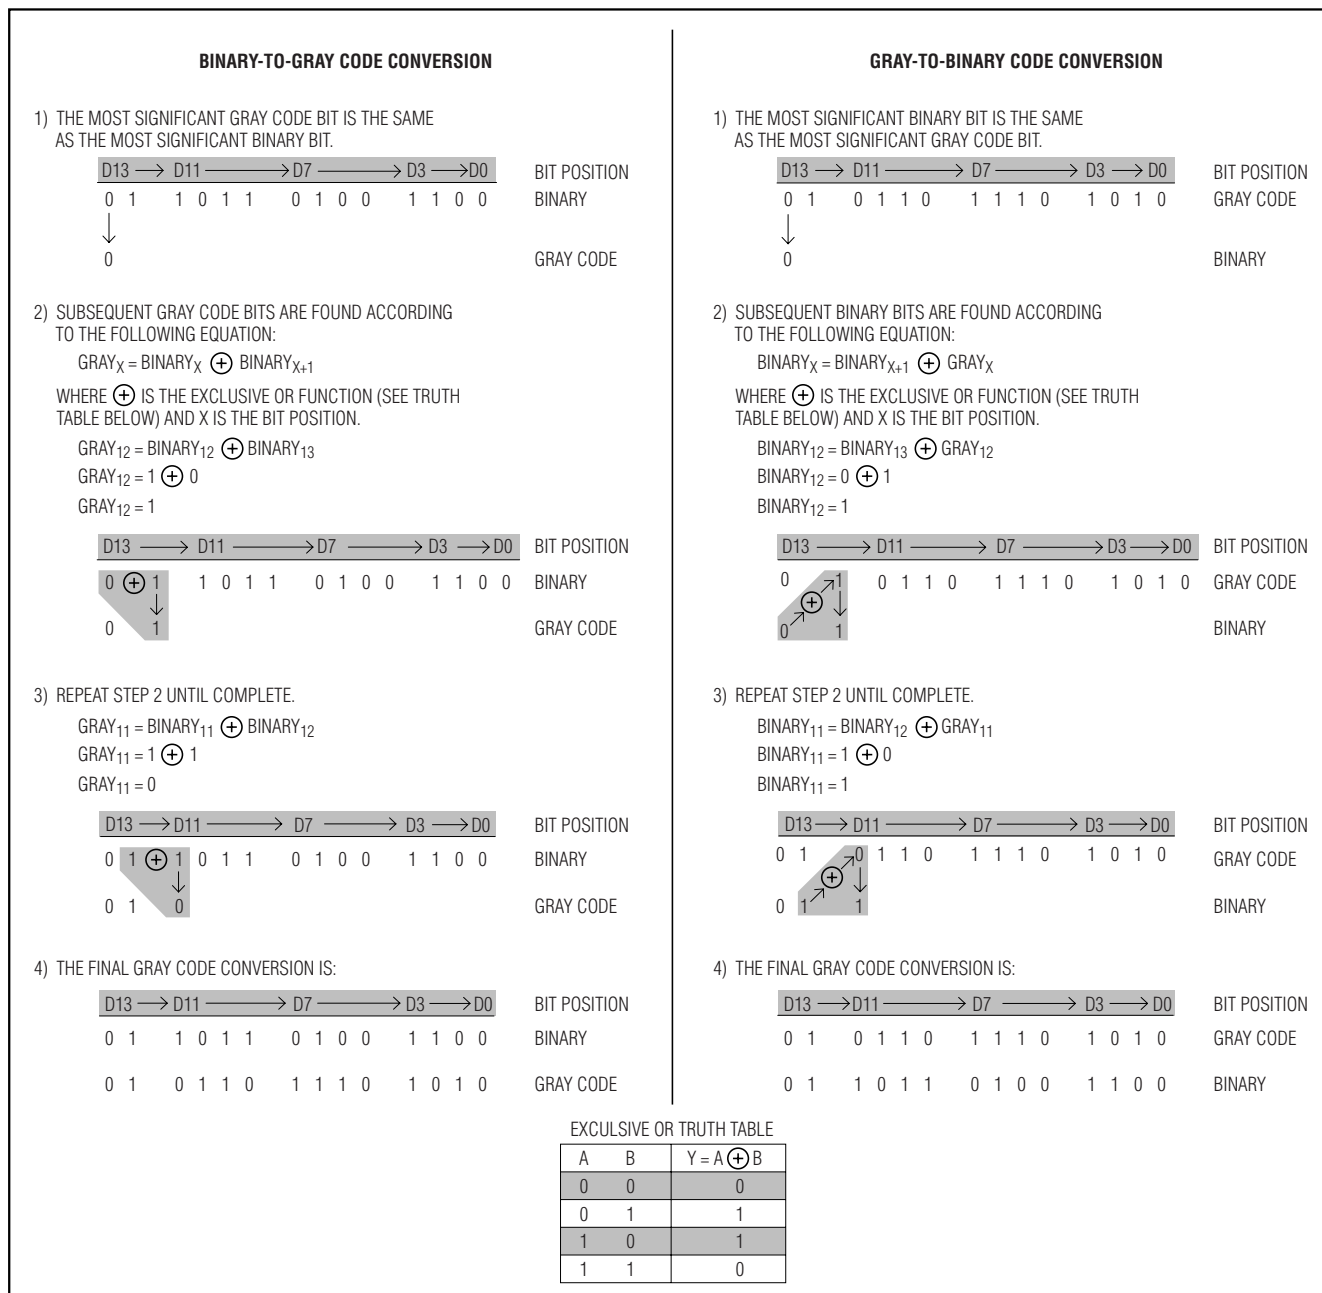 BINARY-TO-GRAY CODE CONVERSION
1) THE MOST SIGNIFICANT GRAY CODE BIT IS THE SAME
AS THE MOST SIGNIFICANT BINARY BIT.
D13 → D11 → D7 → D3 → D0 BIT POSITION
0 1 1 0 1 1 0 1 0 0 1 1 0 0 BINARY
0 GRAY CODE
2) SUBSEQUENT GRAY CODE BITS ARE FOUND ACCORDING
TO THE FOLLOWING EQUATION:
GRAYX = BINARYX ⊕ BINARYX+1
WHERE ⊕ IS THE EXCLUSIVE OR FUNCTION (SEE TRUTH
TABLE BELOW) AND X IS THE BIT POSITION.
GRAY12 = BINARY12 ⊕ BINARY13
GRAY12 = 1 ⊕ 0
GRAY12 = 1
D13 → D11 → D7 → D3 → D0 BIT POSITION
0 ⊕ 1 1 0 1 1 0 1 0 0 1 1 0 0 BINARY
0 1 GRAY CODE
3) REPEAT STEP 2 UNTIL COMPLETE.
GRAY11 = BINARY11 ⊕ BINARY12
GRAY11 = 1 ⊕ 1
GRAY11 = 0
D13 → D11 → D7 → D3 → D0 BIT POSITION
0 1 ⊕ 1 0 1 1 0 1 0 0 1 1 0 0 BINARY
0 1 0 GRAY CODE
4) THE FINAL GRAY CODE CONVERSION IS:
D13 → D11 → D7 → D3 → D0 BIT POSITION
0 1 1 0 1 1 0 1 0 0 1 1 0 0 BINARY
0 1 0 1 1 0 1 1 1 0 1 0 1 0 GRAY CODE
GRAY-TO-BINARY CODE CONVERSION
1) THE MOST SIGNIFICANT BINARY BIT IS THE SAME
AS THE MOST SIGNIFICANT GRAY CODE BIT.
D13 → D11 → D7 → D3 → D0 BIT POSITION
0 1 0 1 1 0 1 1 1 0 1 0 1 0 GRAY CODE
0 BINARY
2) SUBSEQUENT BINARY BITS ARE FOUND ACCORDING
TO THE FOLLOWING EQUATION:
BINARYX = BINARYX+1 ⊕ GRAYX
WHERE ⊕ IS THE EXCLUSIVE OR FUNCTION (SEE TRUTH
TABLE BELOW) AND X IS THE BIT POSITION.
BINARY12 = BINARY13 ⊕ GRAY12
BINARY12 = 0 ⊕ 1
BINARY12 = 1
D13 → D11 → D7 → D3 → D0 BIT POSITION
0 1 0 1 1 0 1 1 1 0 1 0 1 0 GRAY CODE
⊕
0 1 BINARY
3) REPEAT STEP 2 UNTIL COMPLETE.
BINARY11 = BINARY12 ⊕ GRAY11
BINARY11 = 1 ⊕ 0
BINARY11 = 1
D13 → D11 → D7 → D3 → D0 BIT POSITION
0 1 0 1 1 0 1 1 1 0 1 0 1 0 GRAY CODE
⊕
0 1 1 BINARY
4) THE FINAL GRAY CODE CONVERSION IS:
D13 → D11 → D7 → D3 → D0 BIT POSITION
0 1 0 1 1 0 1 1 1 0 1 0 1 0 GRAY CODE
0 1 1 0 1 1 0 1 0 0 1 1 0 0 BINARY
EXCULSIVE OR TRUTH TABLE
A B Y = A ⊕ B
0 0 0
0 1 1
1 0 1
1 1 0